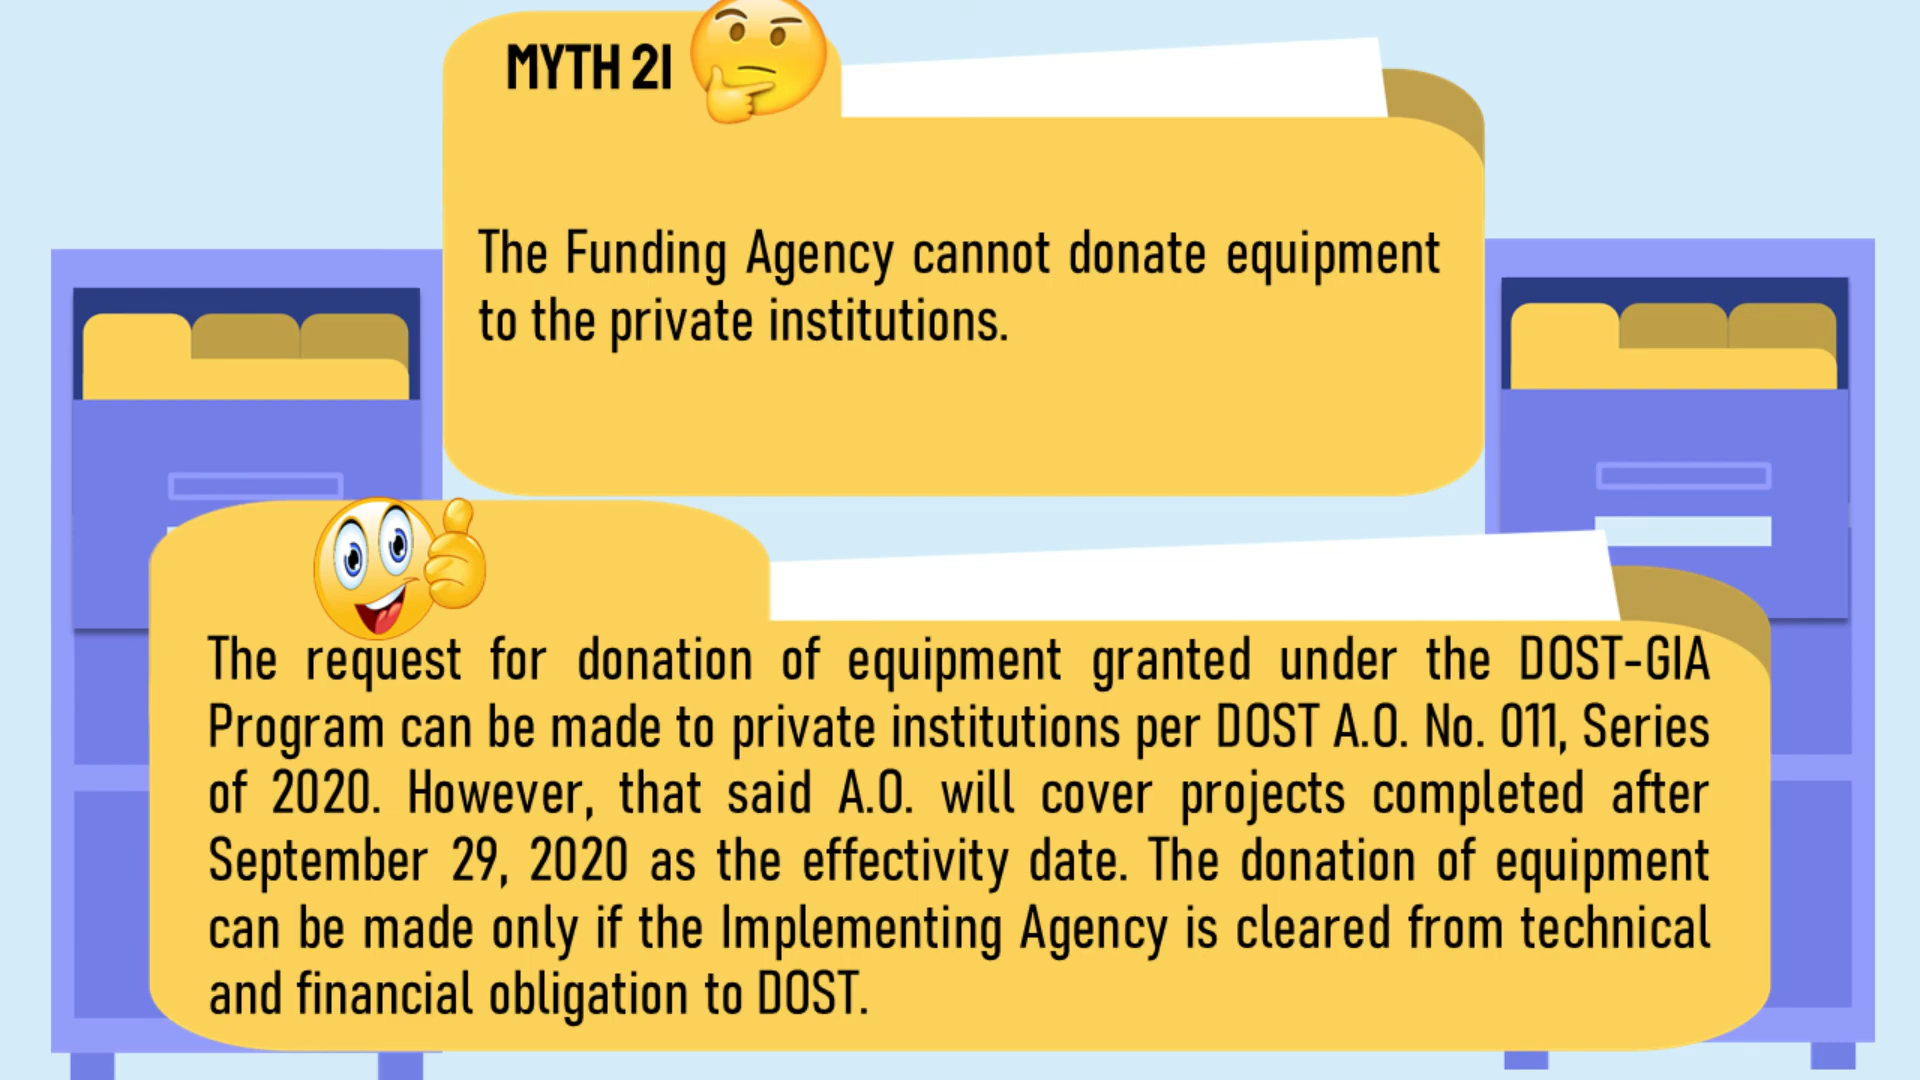 MYTH 21
The Funding Agency cannot donate equipment
to the private institutions.
The request for donation of equipment granted under the DOST-GIA
Program can be made to private institutions per DOST A.O. No. 011, Series
of 2020. However, that said A.O. will cover projects completed after
September 29, 2020 as the effectivity date. The donation of equipment
can be made only if the Implementing Agency is cleared from technical
and financial obligation to DOST.